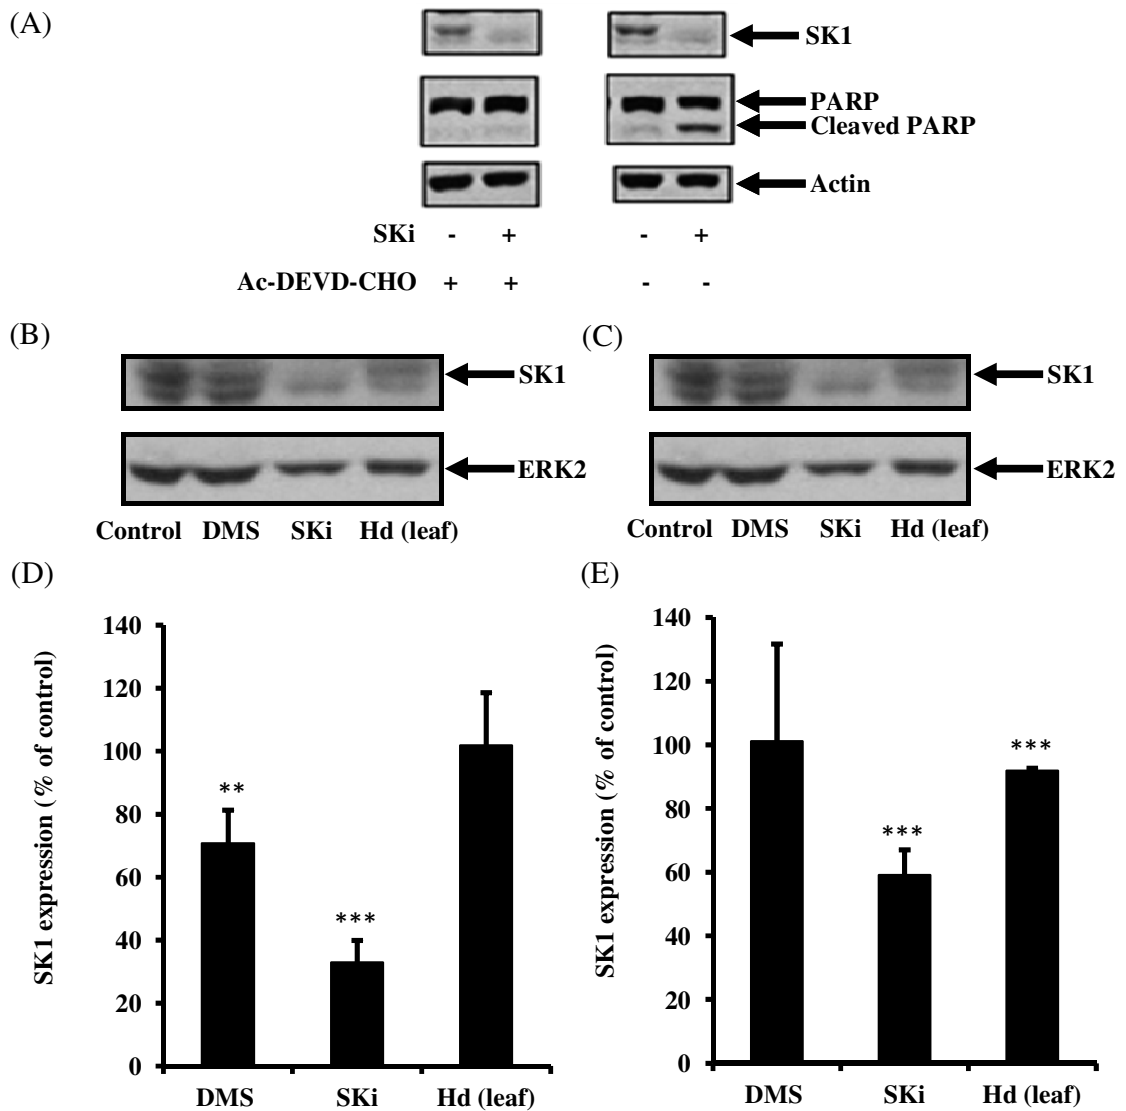 (A)
SK1
PARP
Cleaved PARP
Actin
SKi - + - +
Ac-DEVD-CHO + + - -
(B)
SK1
ERK2
Control DMS SKi Hd (leaf)
(C)
SK1
ERK2
Control DMS SKi Hd (leaf)
(D)
SK1 expression (% of control)
140
120
100
80
60
40
20
0
**
***
DMS SKi Hd (leaf)
(E)
SK1 expression (% of control)
140
120
100
80
60
40
20
0
***
***
DMS SKi Hd (leaf)